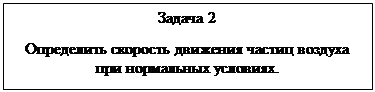 Задача 2
Определить скорость движения частиц воздуха
при нормальных условиях.